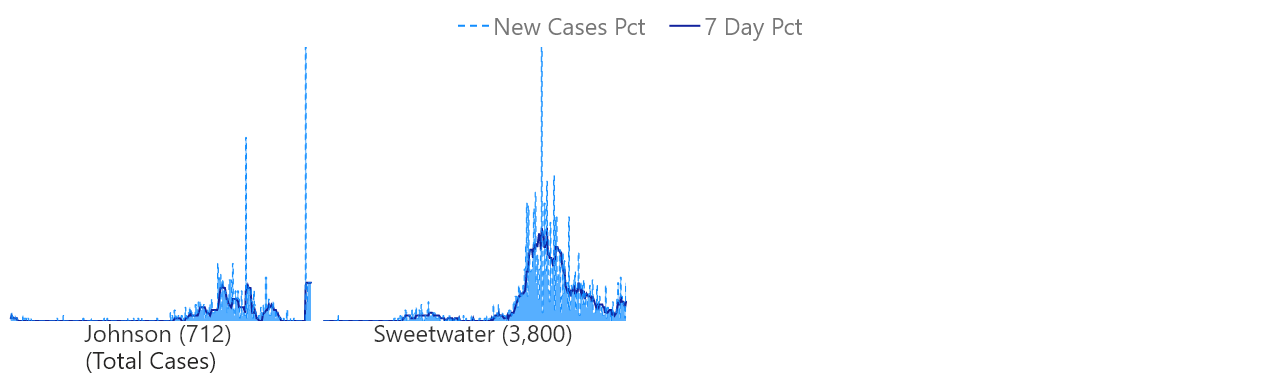 New Cases Pct 7 Day Pct
Johnson (712) Sweetwater (3,800)
(Total Cases)